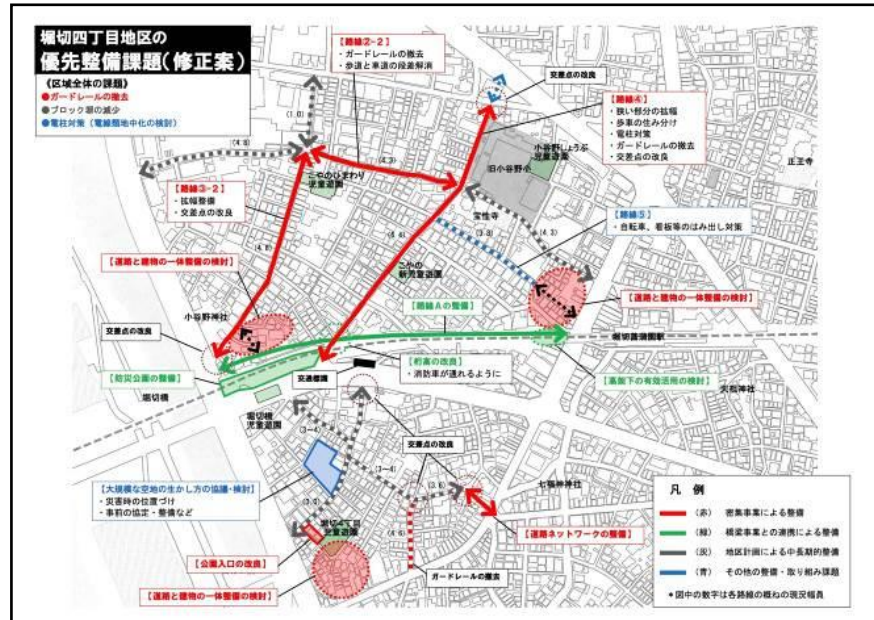 堀切四丁目地区の
優先整備課題(修正案)
《区域全体の課題》
●ガードレールの撤去
●ブロック塀の減少
●電柱対策（電線類地中化の検討）
【路線②-2】
・ガードレールの撤去
・歩道と車道の段差解消
交差点の改良
【路線④】
・狭い部分の拡幅
・歩車の住み分け
・電柱対策
・ガードレールの撤去
・交差点の改良
小谷野しょうぶ
児童遊園
旧小谷野小
正王寺
(4.3)
こやのひまわり
児童遊園
【路線③-2】
・拡幅整備
・交差点の改良
宝性寺
(4.3)
【路線⑤】
・自転車、看板等のはみ出し対策
こやの
新児童遊園
【道路と建物の一体整備の検討】
【道路と建物の一体整備の検討】
小谷野神社
【路線Aの整備】
交差点の改良
堀切菖蒲園駅
【防災公園の整備】
【桁高の改良】
・消防車が通れるように
交通標識
【高架下の有効活用の検討】
天祖神社
堀切橋
堀切橋
児童遊園
(3~4)
交差点の改良
(3~4)
【大規模な空地の生かし方の協議・検討】
・災害時の位置づけ
・事前の協定・整備など
(3.6)
七福神神社
堀切4丁目
児童遊園
【道路ネットワークの整備】
【公園入口の改良】
ガードレールの撤去
【道路と建物の一体整備の検討】
凡 例
（赤） 密集事業による整備
（緑） 橋梁事業との連携による整備
（灰） 地区計画による中長期的整備
（青） その他の整備・取り組み課題
＊図中の数字は各路線の概ねの現況幅員